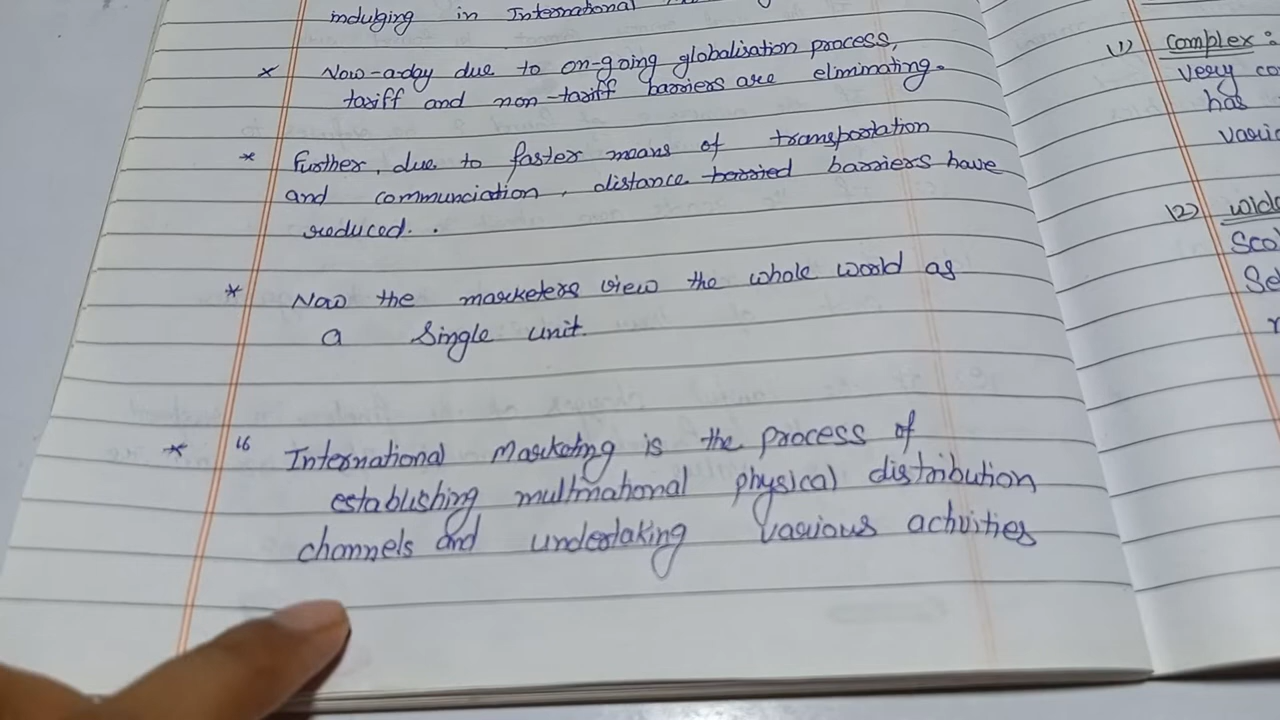 indulging in International
* Now-a-day due to on-going globalisation process,
tariff and non-tariff barriers are eliminating.
* Further, due to faster means of transportation
and communciation, distance barried barriers have
reduced. .
* Now the marketers view the whole world as
a single unit.
* “ International Marketing is the process of
establishing multinational physical distribution
channels and undertaking various activities
(1) Complex :
very
has
(2)